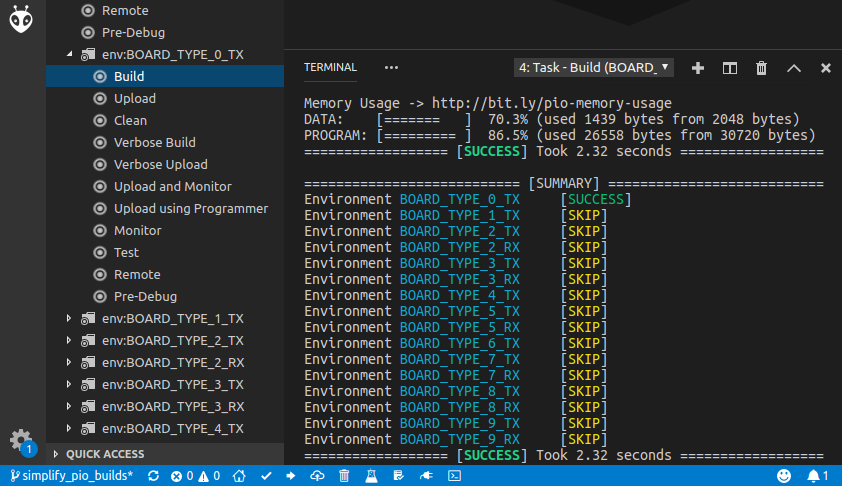 Remote
Pre-Debug
env:BOARD_TYPE_0_TX
Build
Upload
Clean
Verbose Build
Verbose Upload
Upload and Monitor
Upload using Programmer
Monitor
Test
Remote
Pre-Debug
env:BOARD_TYPE_1_TX
env:BOARD_TYPE_2_TX
env:BOARD_TYPE_2_RX
env:BOARD_TYPE_3_TX
env:BOARD_TYPE_3_RX
env:BOARD_TYPE_4_TX
QUICK ACCESS
1
TERMINAL ••• 4: Task - Build (BOARD_
Memory Usage -> http://bit.ly/pio-memory-usage
DATA:    [=======   ]  70.3% (used 1439 bytes from 2048 bytes)
PROGRAM: [========= ]  86.5% (used 26558 bytes from 30720 bytes)
================== [SUCCESS] Took 2.32 seconds ==================
=========================== [SUMMARY] ===========================
Environment BOARD_TYPE_0_TX     [SUCCESS]
Environment BOARD_TYPE_1_TX     [SKIP]
Environment BOARD_TYPE_2_TX     [SKIP]
Environment BOARD_TYPE_2_RX     [SKIP]
Environment BOARD_TYPE_3_TX     [SKIP]
Environment BOARD_TYPE_3_RX     [SKIP]
Environment BOARD_TYPE_4_TX     [SKIP]
Environment BOARD_TYPE_5_TX     [SKIP]
Environment BOARD_TYPE_5_RX     [SKIP]
Environment BOARD_TYPE_6_TX     [SKIP]
Environment BOARD_TYPE_7_TX     [SKIP]
Environment BOARD_TYPE_7_RX     [SKIP]
Environment BOARD_TYPE_8_TX     [SKIP]
Environment BOARD_TYPE_8_RX     [SKIP]
Environment BOARD_TYPE_9_TX     [SKIP]
Environment BOARD_TYPE_9_RX     [SKIP]
================== [SUCCESS] Took 2.32 seconds ==================
simplify_pio_builds* 0 0 1